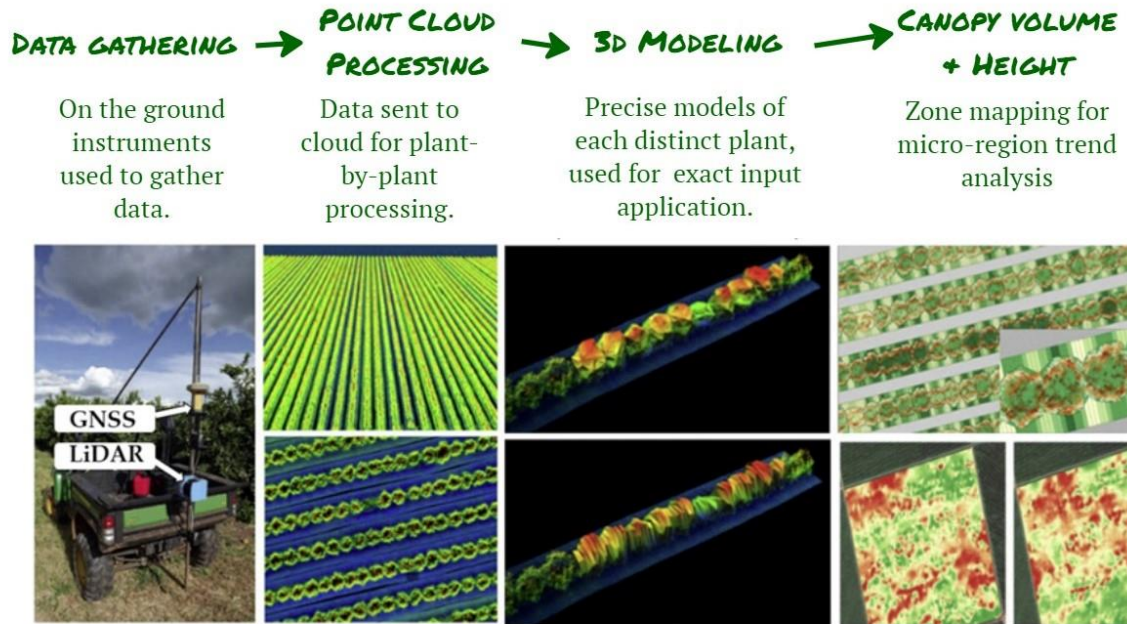 DATA GATHERING
On the ground
instruments
used to gather
data.
POINT CLOUD
PROCESSING
Data sent to
cloud for plant-
by-plant
processing.
3D MODELING
Precise models of
each distinct plant,
used for exact input
application.
CANOPY VOLUME
& HEIGHT
Zone mapping for
micro-region trend
analysis
GNSS
LiDAR